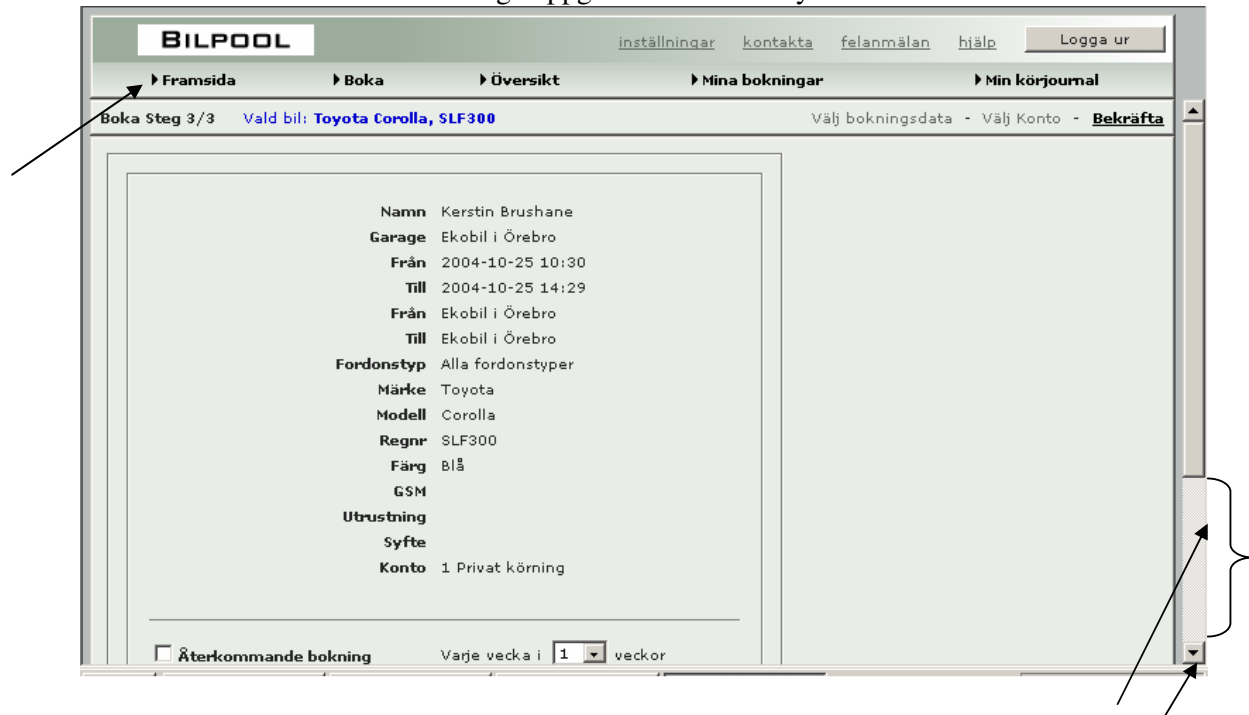 BILPOOL
inställningar kontakta felanmälan hjälp Logga ur
Framsida Boka Översikt Mina bokningar Min körjournal
Boka Steg 3/3 Vald bil: Toyota Corolla, SLF300 Välj bokningsdata - Välj Konto - Bekräfta
Namn Kerstin Brushane
Garage Ekobil i Örebro
Från 2004-10-25 10:30
Till 2004-10-25 14:29
Från Ekobil i Örebro
Till Ekobil i Örebro
Fordonstyp Alla fordonstyper
Märke Toyota
Modell Corolla
Regnr SLF300
Färg Blå
GSM
Utrustning
Syfte
Konto 1 Privat körning
Återkommande bokning Varje vecka i 1 veckor